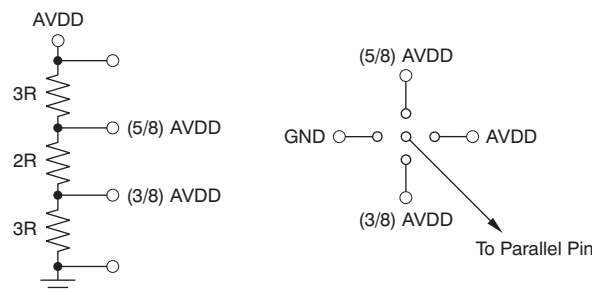 AVDD
3R
(5/8) AVDD
2R
(3/8) AVDD
3R
(5/8) AVDD
GND
AVDD
(3/8) AVDD
To Parallel Pin